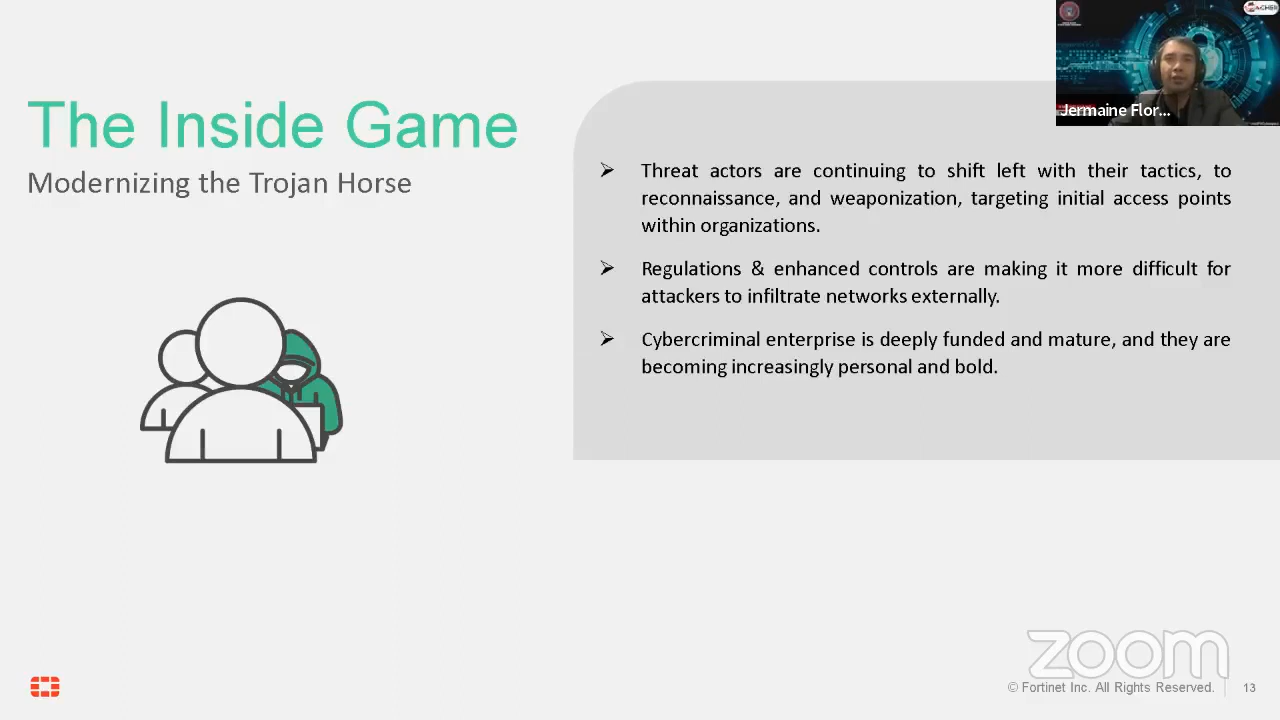 The Inside Game
Modernizing the Trojan Horse
Jermaine Flor...
➢ Threat actors are continuing to shift left with their tactics, to
reconnaissance, and weaponization, targeting initial access points
within organizations.
➢ Regulations & enhanced controls are making it more difficult for
attackers to infiltrate networks externally.
➢ Cybercriminal enterprise is deeply funded and mature, and they are
becoming increasingly personal and bold.
zoom
© Fortinet Inc. All Rights Reserved.
13